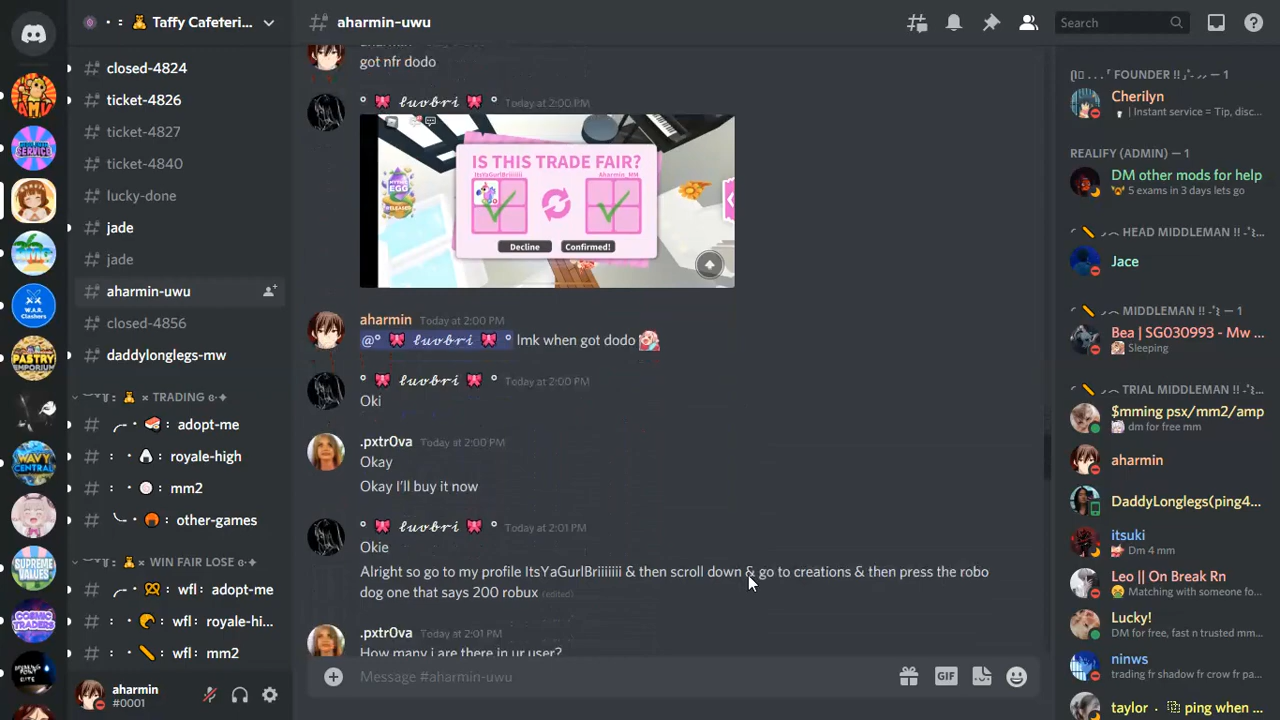 Taffy Cafeteri...
aharmin-uwu
Search
closed-4824
ticket-4826
ticket-4827
ticket-4840
lucky-done
jade
jade
aharmin-uwu
closed-4856
daddylonglegs-mw
× TRADING
adopt-me
royale-high
mm2
other-games
× WIN FAIR LOSE
wfl: adopt-me
wfl: royale-hi...
wfl: mm2
aharmin
#0001
got nfr dodo
° 🎀 𝓁𝓊𝓋𝒷𝓇𝒾 🎀 ° Today at 2:00 PM
IS THIS TRADE FAIR?
Aharmin_MM
Decline
Confirmed!
aharmin Today at 2:00 PM
@° 🎀 𝓁𝓊𝓋𝒷𝓇𝒾 🎀 ° lmk when got dodo
° 🎀 𝓁𝓊𝓋𝒷𝓇𝒾 🎀 ° Today at 2:00 PM
Oki
.pxtr0va Today at 2:00 PM
Okay
Okay I'll buy it now
° 🎀 𝓁𝓊𝓋𝒷𝓇𝒾 🎀 ° Today at 2:01 PM
Okie
Alright so go to my profile ItsYaGurlBriiiiiii & then scroll down & go to creations & then press the robo
dog one that says 200 robux (edited)
.pxtr0va Today at 2:01 PM
How many i are there in ur user?
Message #aharmin-uwu
GIF
FOUNDER !! — 1
Cherilyn
| Instant service = Tip, disc...
REALIFY (ADMIN) — 1
DM other mods for help
5 exams in 3 days lets go
HEAD MIDDLEMAN !!
Jace
MIDDLEMAN !! — 1
Bea | SG030993 - Mw ...
Sleeping
TRIAL MIDDLEMAN !!
$mming psx/mm2/amp
dm for free mm
aharmin
DaddyLonglegs(ping4...
itsuki
Dm 4 mm
Leo || On Break Rn
Matching with someone fo...
Lucky!
DM for free, fast n trusted mm...
ninws
trading fr shadow fr crow fr pa...
taylor . ping when ...